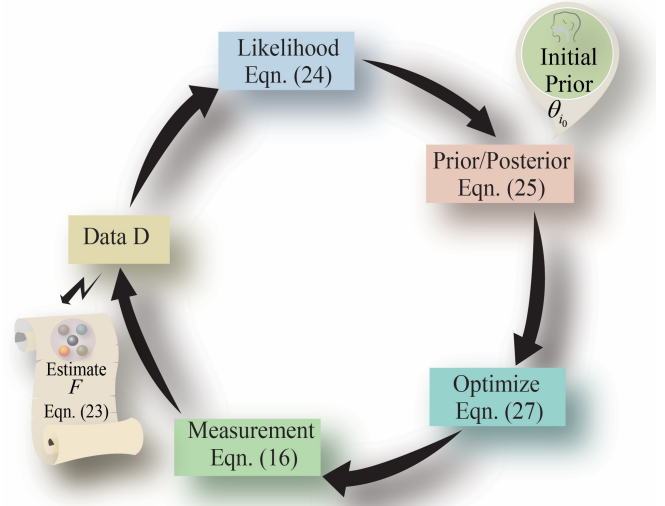 Likelihood
Eqn. (24)
Initial
Prior
θi0
Prior/Posterior
Eqn. (25)
Data D
Estimate
F
Eqn. (23)
Optimize
Eqn. (27)
Measurement
Eqn. (16)